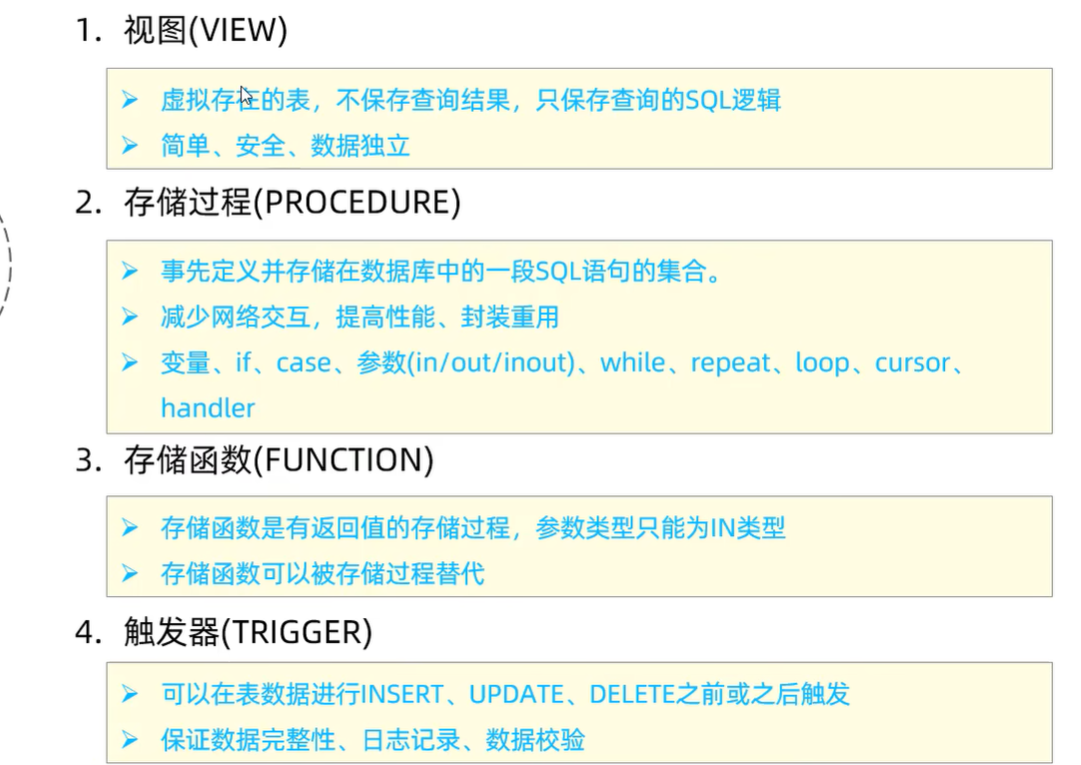 1. 视图(VIEW)
➢ 虚拟存在的表，不保存查询结果，只保存查询的SQL逻辑
➢ 简单、安全、数据独立
2. 存储过程(PROCEDURE)
➢ 事先定义并存储在数据库中的一段SQL语句的集合。
➢ 减少网络交互，提高性能、封装重用
➢ 变量、if、case、参数(in/out/inout)、while、repeat、loop、cursor、
handler
3. 存储函数(FUNCTION)
➢ 存储函数是有返回值的存储过程，参数类型只能为IN类型
➢ 存储函数可以被存储过程替代
4. 触发器(TRIGGER)
➢ 可以在表数据进行INSERT、UPDATE、DELETE之前或之后触发
➢ 保证数据完整性、日志记录、数据校验